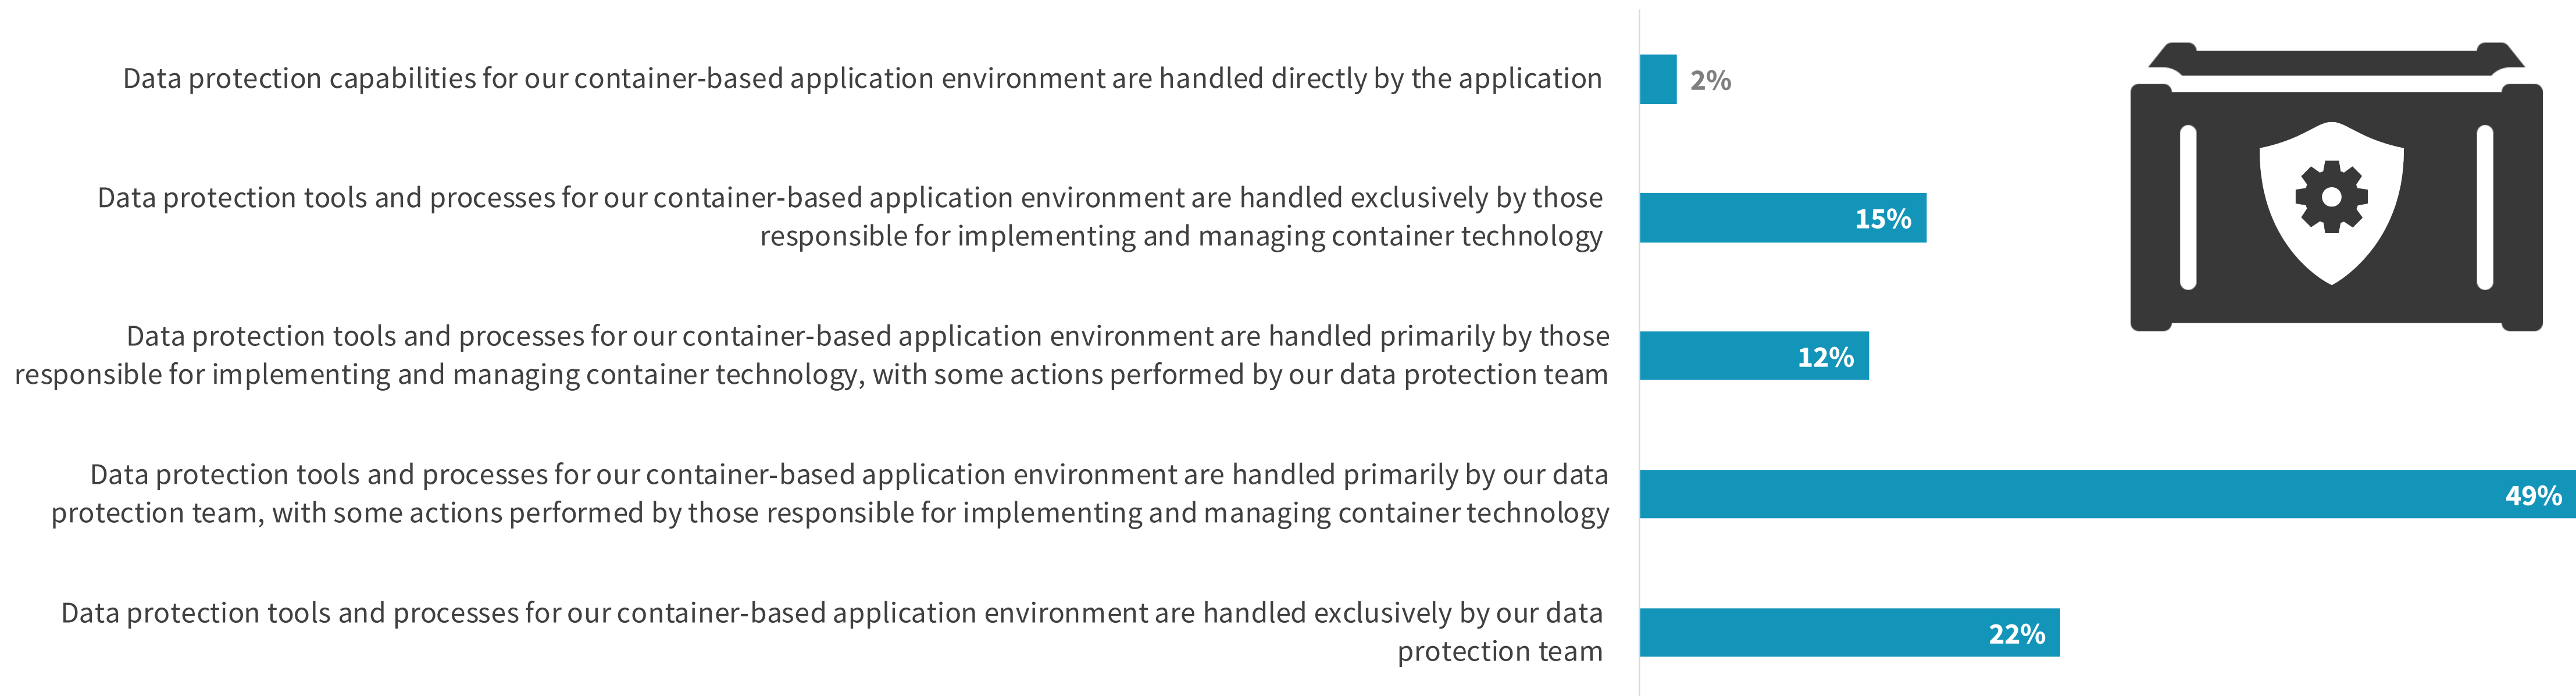 Data protection capabilities for our container-based application environment are handled directly by the application
2%
Data protection tools and processes for our container-based application environment are handled exclusively by those
responsible for implementing and managing container technology
15%
Data protection tools and processes for our container-based application environment are handled primarily by those
responsible for implementing and managing container technology, with some actions performed by our data protection team
12%
Data protection tools and processes for our container-based application environment are handled primarily by our data
protection team, with some actions performed by those responsible for implementing and managing container technology
49%
Data protection tools and processes for our container-based application environment are handled exclusively by our data
protection team
22%